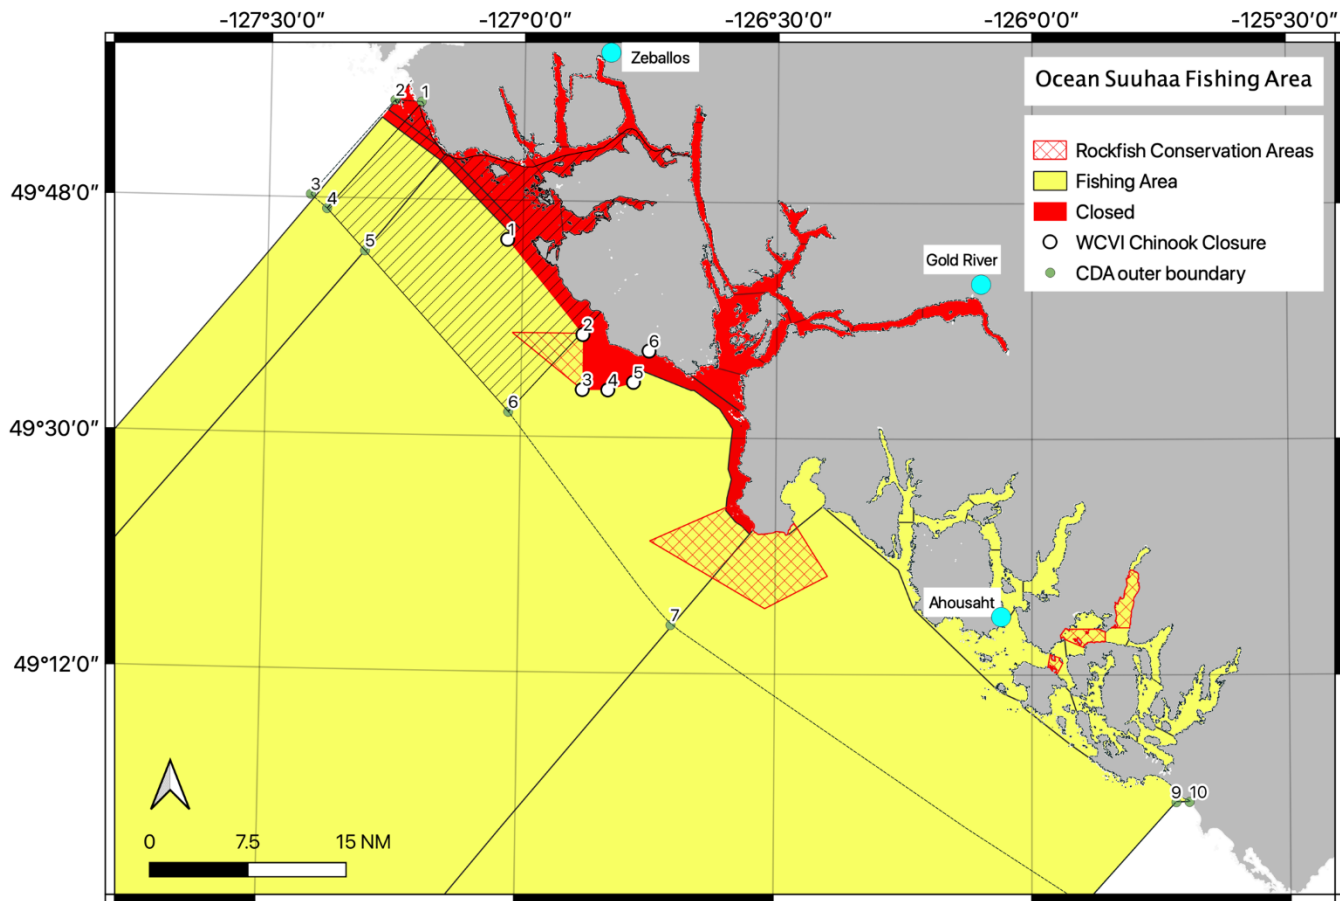 -127°30′0″ -127°0′0″ -126°30′0″ -126°0′0″ -125°30′0″
Zeballos
Ocean Suuhaa Fishing Area
2 1
Rockfish Conservation Areas
Fishing Area
49°48′0″
3
4
Closed
1
WCVI Chinook Closure
5
Gold River
CDA outer boundary
2
6
3 4 5
6
49°30′0″
Ahousaht
7
49°12′0″
9 10
0 7.5 15 NM